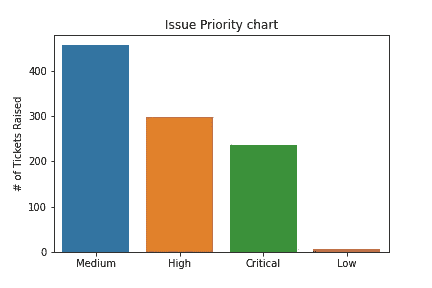 Issue Priority chart
# of Tickets Raised
400
300
200
100
0
Medium High Critical Low